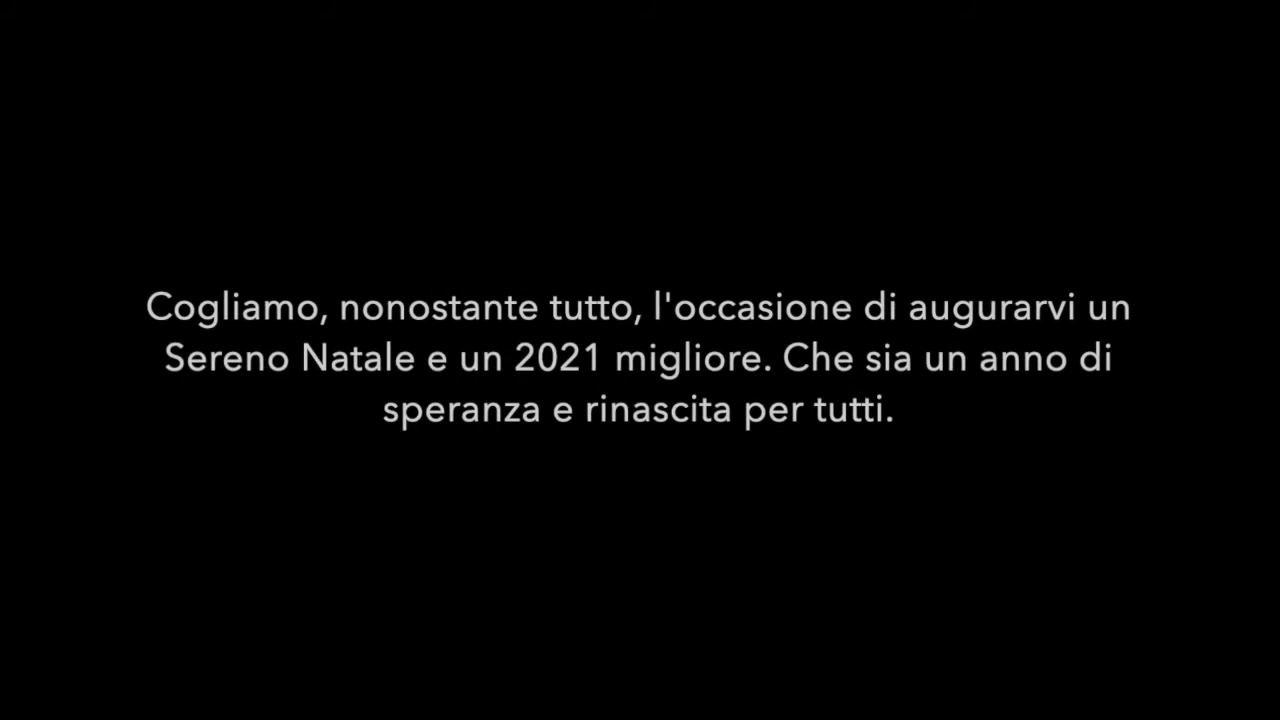 Cogliamo, nonostante tutto, l'occasione di augurarvi un
Sereno Natale e un 2021 migliore. Che sia un anno di
speranza e rinascita per tutti.